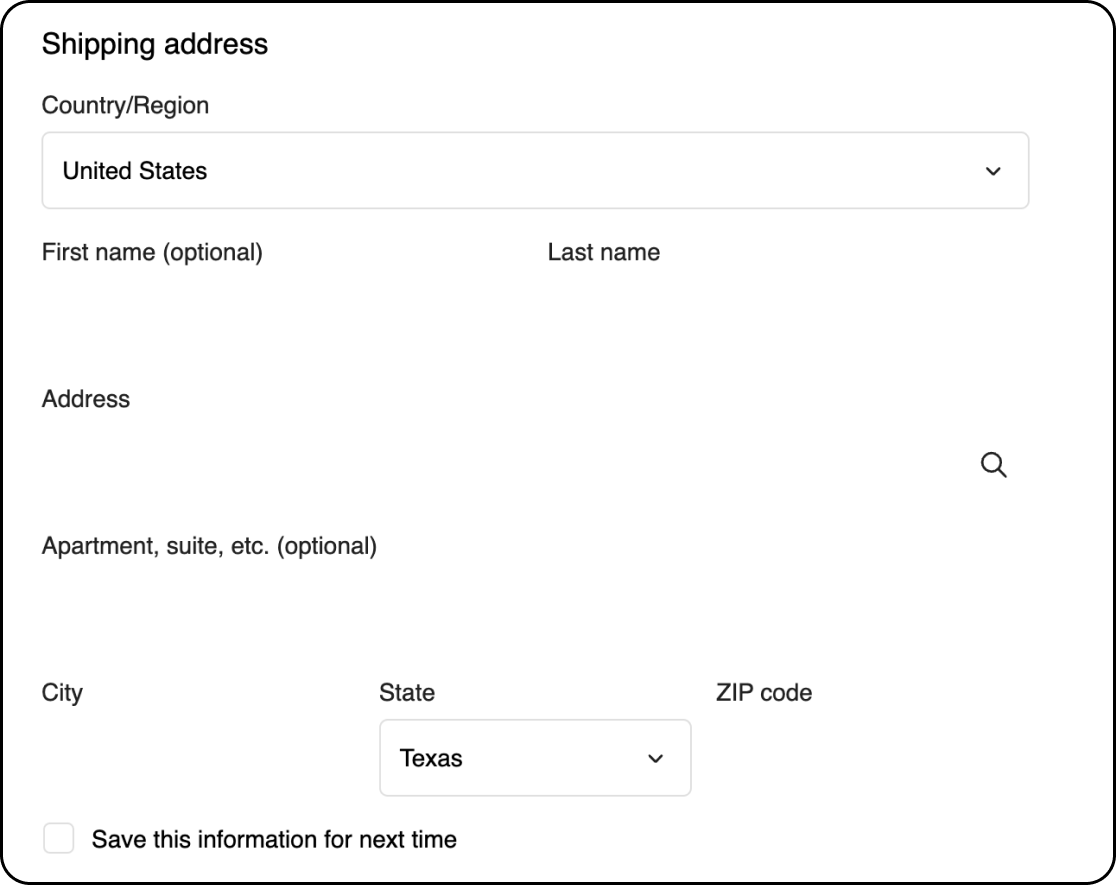 Shipping address
Country/Region
United States
First name (optional) Last name
Address
Apartment, suite, etc. (optional)
City State ZIP code
Texas
Save this information for next time